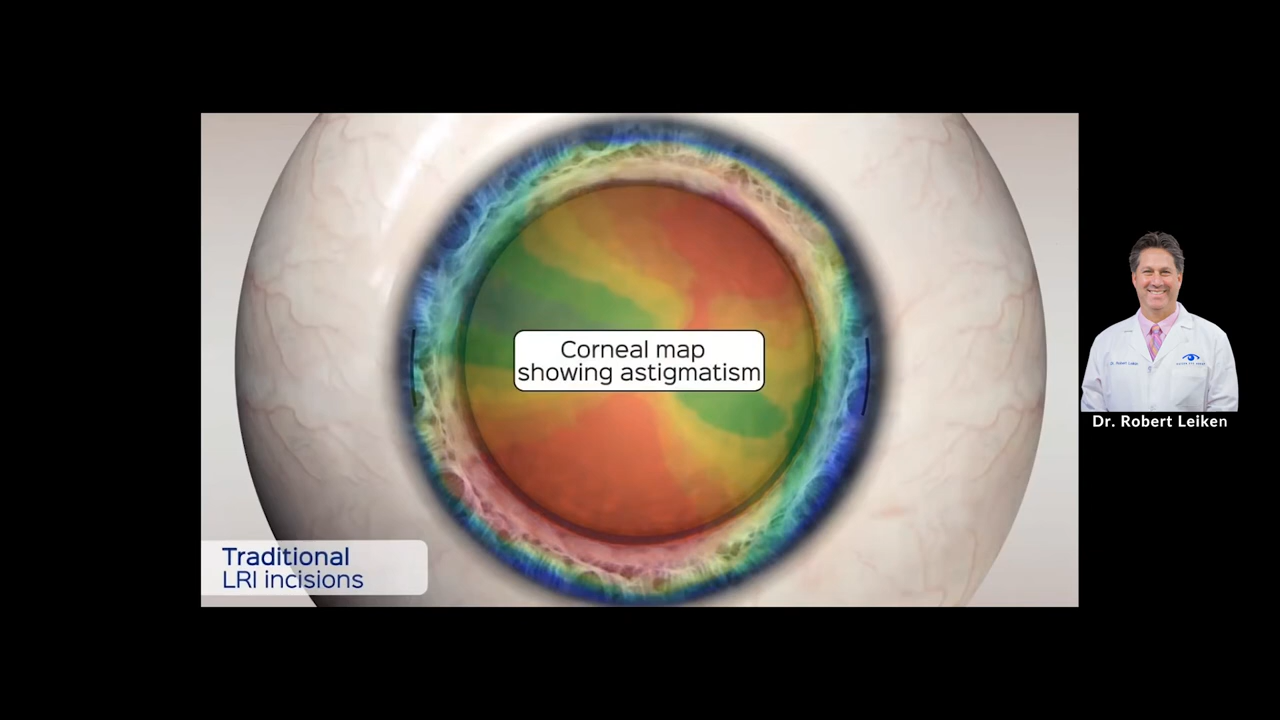 Corneal map
showing astigmatism
Traditional
LRI incisions
Dr. Robert Leiken